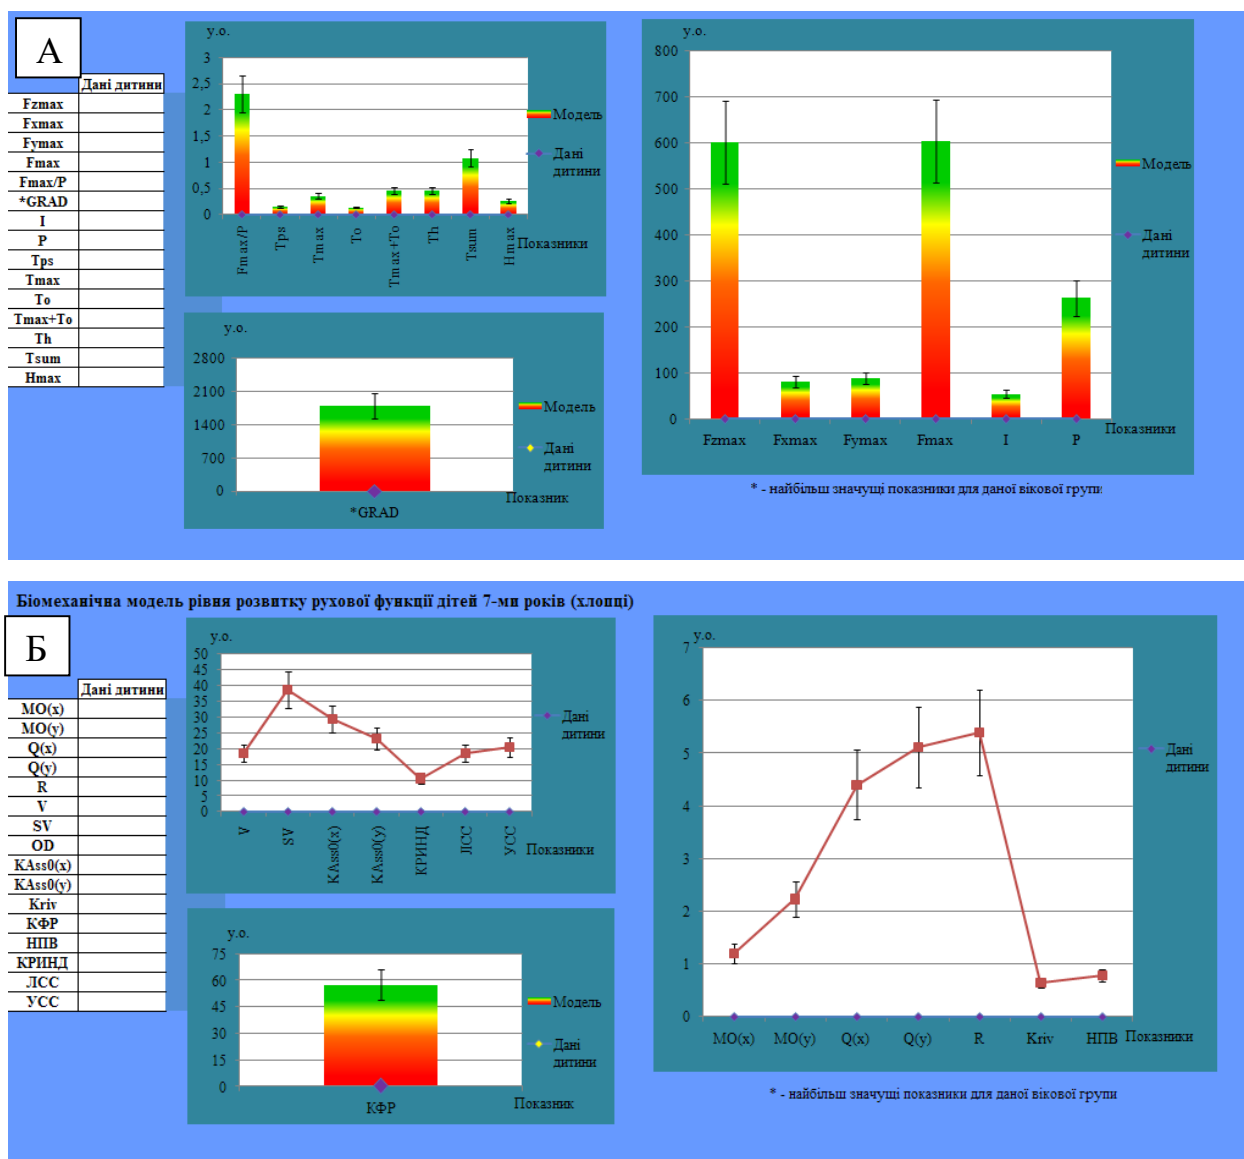 А
Дані дитини
Fzmax
Fxmax
Fymax
Fmax
Fmax/P
*GRAD
I
P
Tps
Tmax
To
Tmax+To
Th
Tsum
Hmax
у.о.
3
2,5
2
1,5
1
0,5
0
Fmax/P
Tps
Tmax
To
Tmax+To
Th
Tsum
Hmax
Показники
Модель
Дані
дитини
у.о.
2800
2100
1400
700
0
*GRAD
Показник
Модель
Дані
дитини
у.о.
800
700
600
500
400
300
200
100
0
Fzmax
Fxmax
Fymax
Fmax
I
P
Показники
Модель
Дані
дитини
* - найбільш значущі показники для даної вікової групи
Біомеханічна модель рівня розвитку рухової функції дітей 7-ми років (хлопці)
Б
Дані дитини
MO(x)
MO(y)
Q(x)
Q(y)
R
V
SV
OD
KAss0(x)
KAss0(y)
Kriv
КФР
НПВ
КРИНД
ЛСС
УСС
у.о.
50
45
40
35
30
25
20
15
10
5
0
V
SV
KAss0(x)
KAss0(y)
КРИНД
ЛСС
УСС
Показники
Дані
дитини
у.о.
75
60
45
30
15
0
КФР
Показник
Модель
Дані
дитини
у.о.
7
6
5
4
3
2
1
0
MO(x)
MO(y)
Q(x)
Q(y)
R
Kriv
НПВ
Показники
Дані
дитини
* - найбільш значущі показники для даної вікової групи